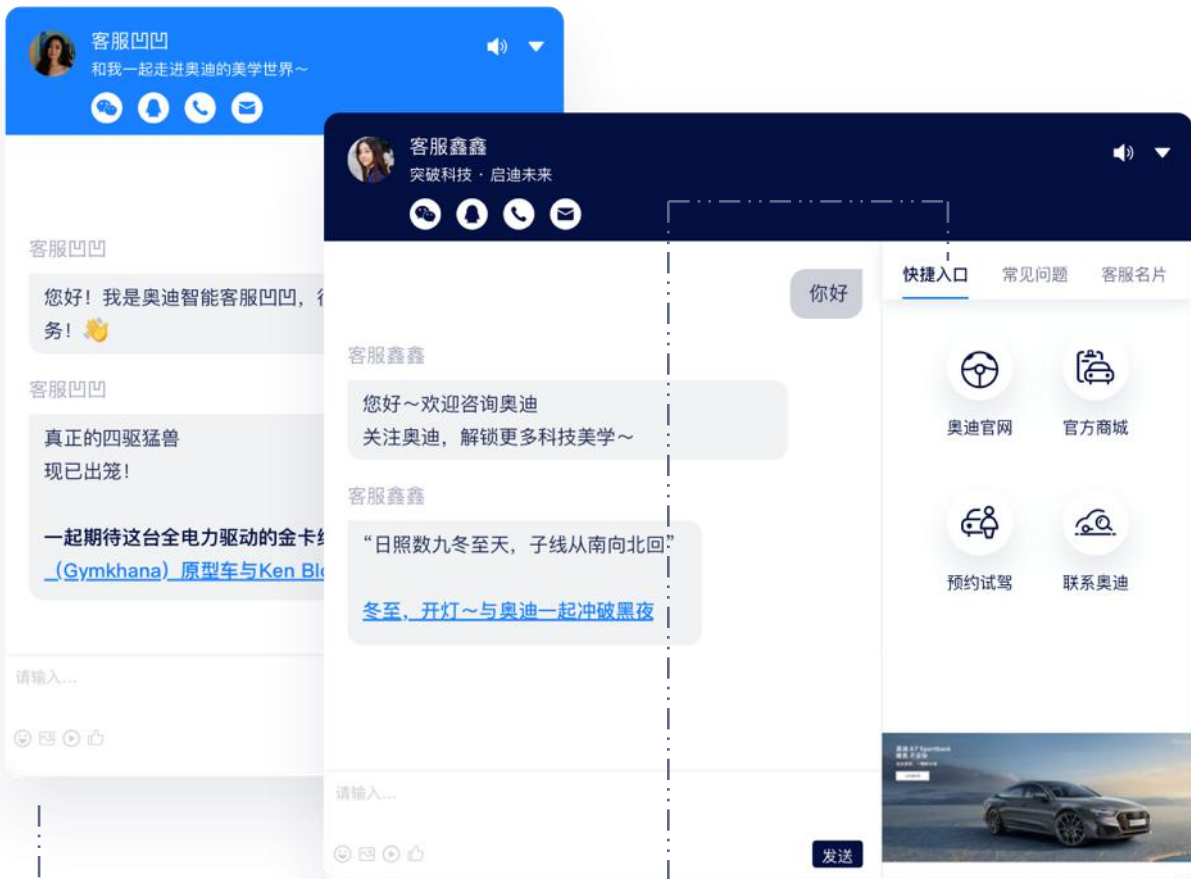 客服凹凹
和我一起走进奥迪的美学世界～
客服凹凹
您好！我是奥迪智能客服凹凹，
务！👋
客服凹凹
真正的四驱猛兽
现已出笼！
一起期待这台全电力驱动的金卡
（Gymkhana）原型车与Ken Blo
请输入...
客服鑫鑫
突破科技 · 启迪未来
你好
客服鑫鑫
您好～欢迎咨询奥迪
关注奥迪，解锁更多科技美学～
客服鑫鑫
“日照数九冬至天，子线从南向北回”
冬至，开灯～与奥迪一起冲破黑夜
请输入...
发送
快捷入口 常见问题 客服名片
奥迪官网 官方商城
预约试驾 联系奥迪
奥迪 A7 Sportback